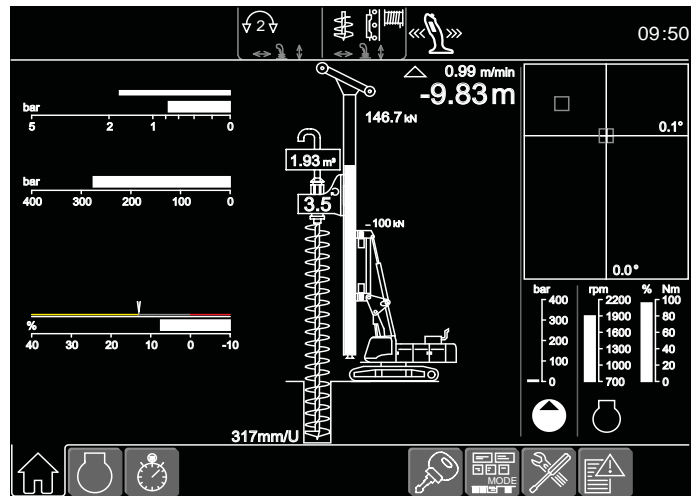 2
09:50
0.99 m/min
-9.83 m
146.7 kN
bar
5 2 1 0
0.1°
1.93 m³
bar
400 300 200 100 0
3.5
100 kN
0.0°
bar rpm % Nm
400 2200 100
300 1900 80
1600 60
200 1300 40
100 1000 20
0 700 0
%
40 30 20 10 0 -10
317mm/U
MODE